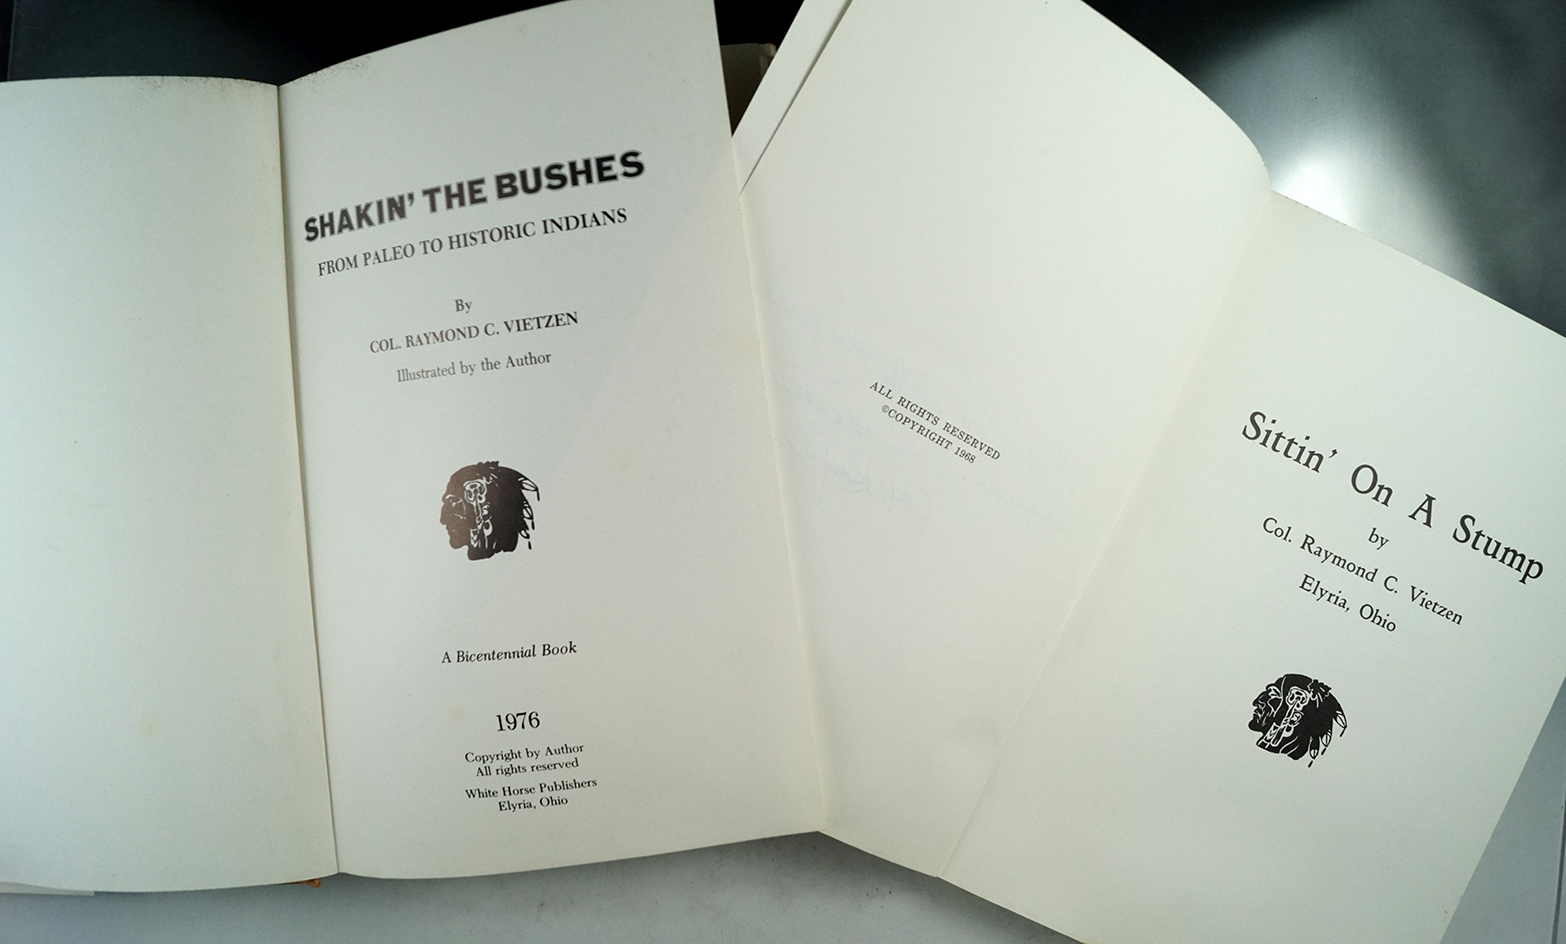 SHAKIN' THE BUSHES
FROM PALEO TO HISTORIC INDIANS
By
COL. RAYMOND C. VIETZEN
Illustrated by the Author
A Bicentennial Book
1976
Copyright by Author
All rights reserved
White Horse Publishers
Elyria, Ohio
ALL RIGHTS RESERVED
©COPYRIGHT 1968
Sittin' On A Stump
by
Col. Raymond C. Vietzen
Elyria, Ohio